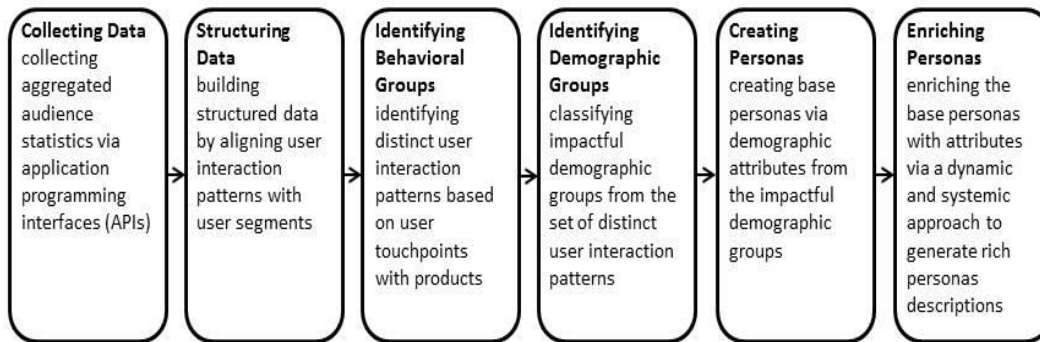 Collecting Data
collecting
aggregated
audience
statistics via
application
programming
interfaces (APIs)
Structuring
Data
building
structured data
by aligning user
interaction
patterns with
user segments
Identifying
Behavioral
Groups
identifying
distinct user
interaction
patterns based
on user
touchpoints
with products
Identifying
Demographic
Groups
classifying
impactful
demographic
groups from the
set of distinct
user interaction
patterns
Creating
Personas
creating base
personas via
demographic
attributes from
the impactful
demographic
groups
Enriching
Personas
enriching the
base personas
with attributes
via a dynamic
and systemic
approach to
generate rich
personas
descriptions